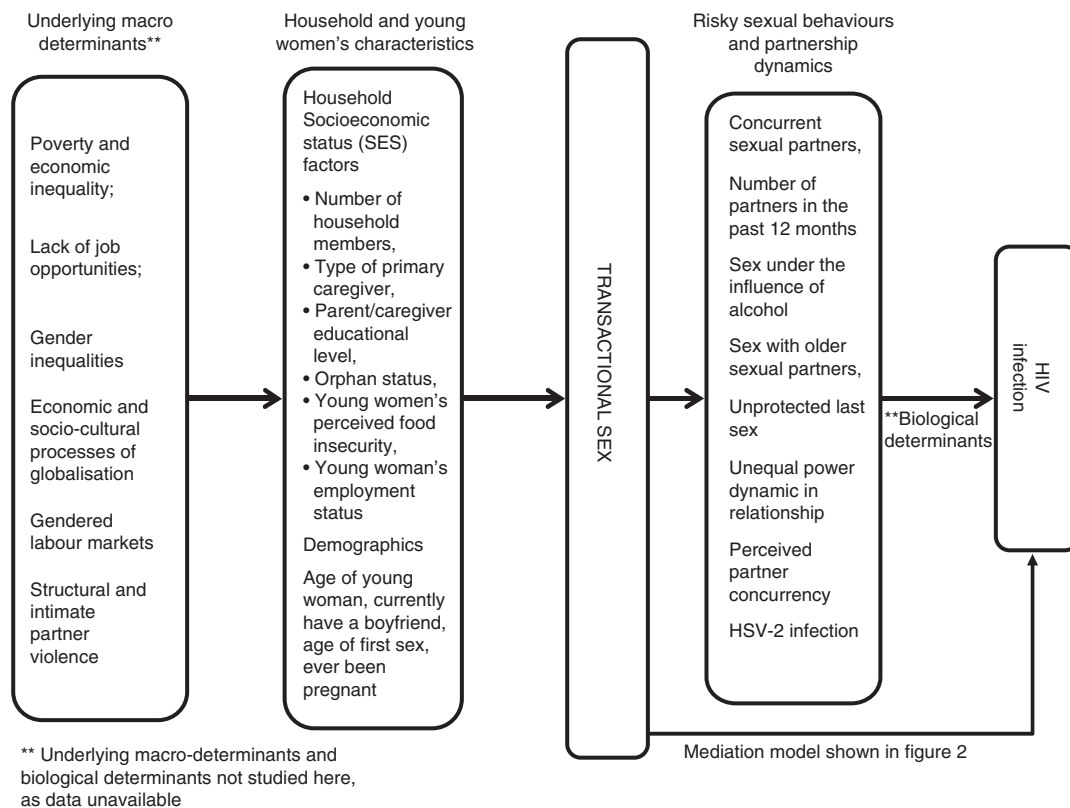 Underlying macro
determinants**
Poverty and
economic
inequality;
Lack of job
opportunities;
Gender
inequalities
Economic and
socio-cultural
processes of
globalisation
Gendered
labour markets
Structural and
intimate
partner
violence
Household and young
women's characteristics
Household
Socioeconomic
status (SES)
factors
• Number of
household
members,
• Type of primary
caregiver,
• Parent/caregiver
educational
level,
• Orphan status,
• Young women's
perceived food
insecurity,
• Young woman's
employment
status
Demographics
Age of young
woman, currently
have a boyfriend,
age of first sex,
ever been
pregnant
TRANSACTIONAL SEX
Risky sexual behaviours
and partnership
dynamics
Concurrent
sexual partners,
Number of
partners in the
past 12 months
Sex under the
influence of
alcohol
Sex with older
sexual partners,
Unprotected last
sex
Unequal power
dynamic in
relationship
Perceived
partner
concurrency
HSV-2 infection
**Biological
determinants
HIV
infection
Mediation model shown in figure 2
** Underlying macro-determinants and
biological determinants not studied here,
as data unavailable